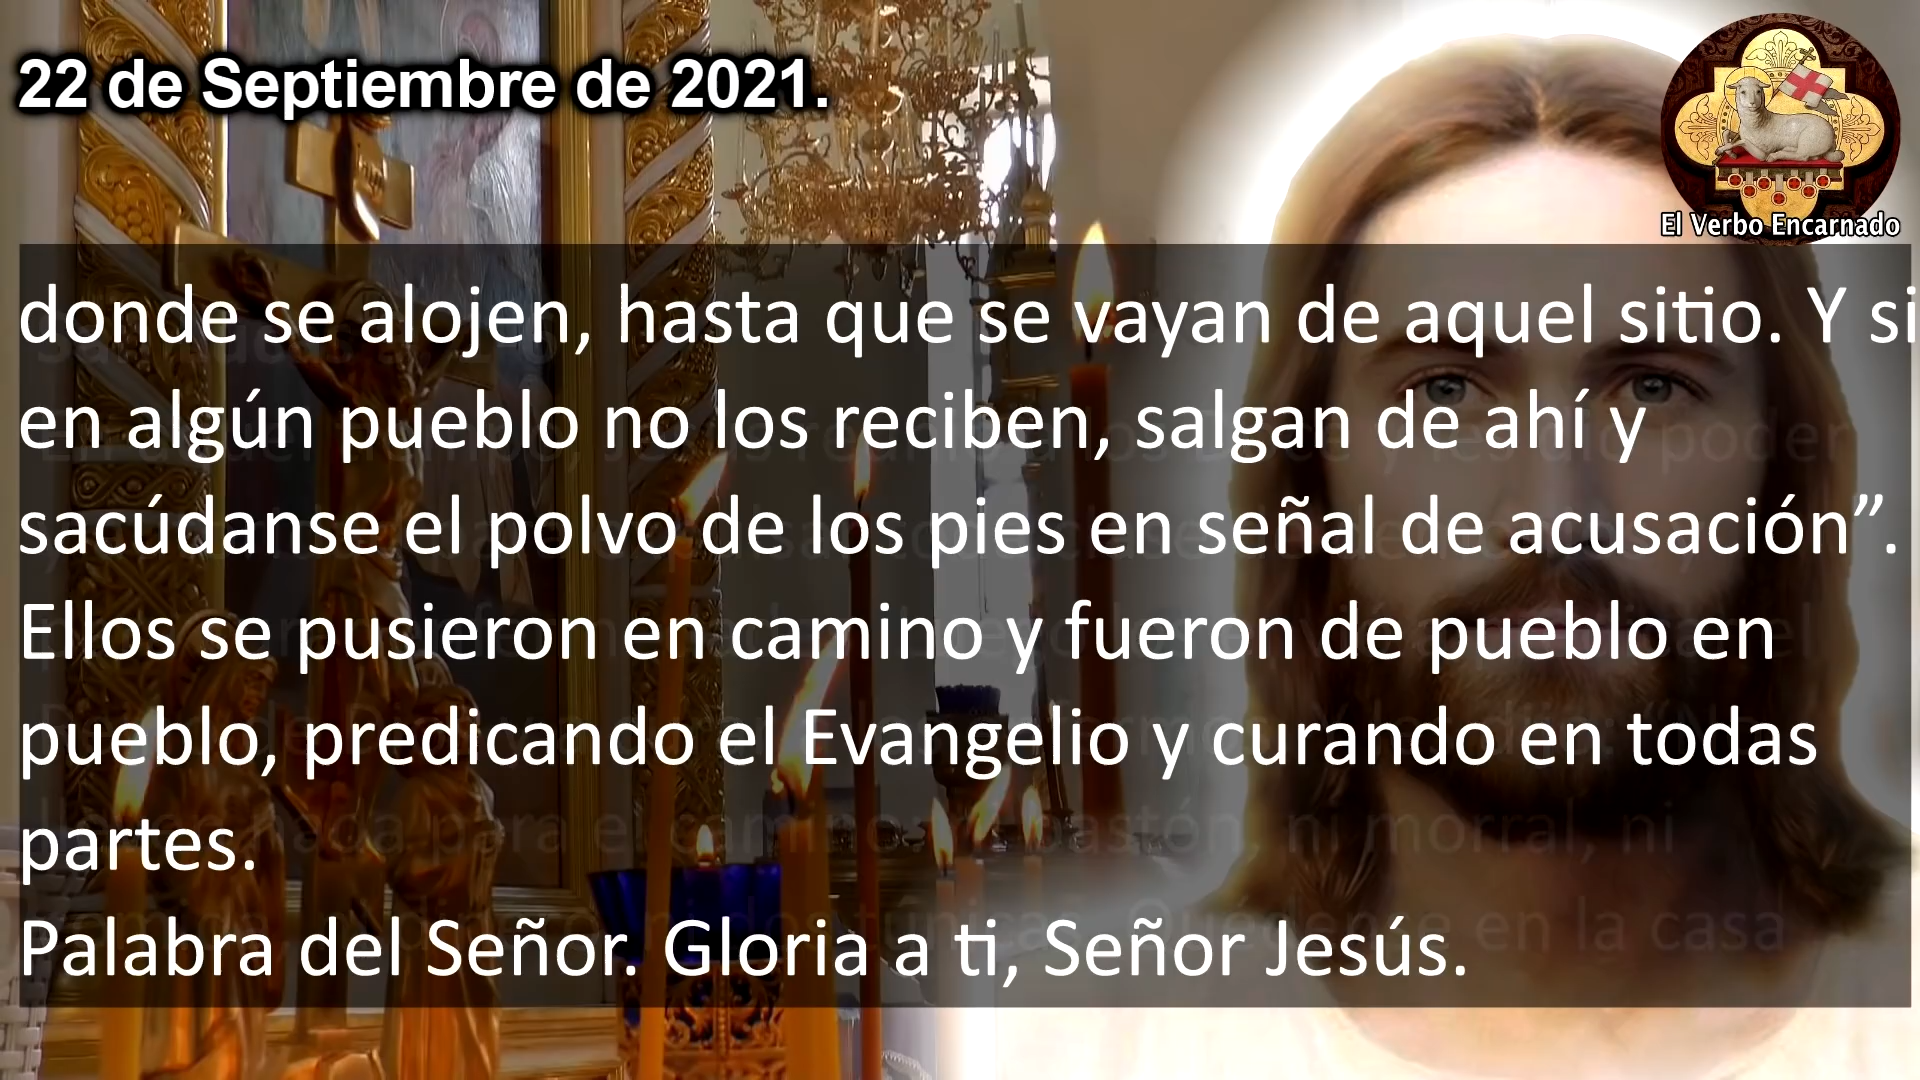 22 de Septiembre de 2021.
El Verbo Encarnado
donde se alojen, hasta que se vayan de aquel sitio. Y si
en algún pueblo no los reciben, salgan de ahí y
sacúdanse el polvo de los pies en señal de acusación”.
Ellos se pusieron en camino y fueron de pueblo en
pueblo, predicando el Evangelio y curando en todas
partes.
Palabra del Señor. Gloria a ti, Señor Jesús.